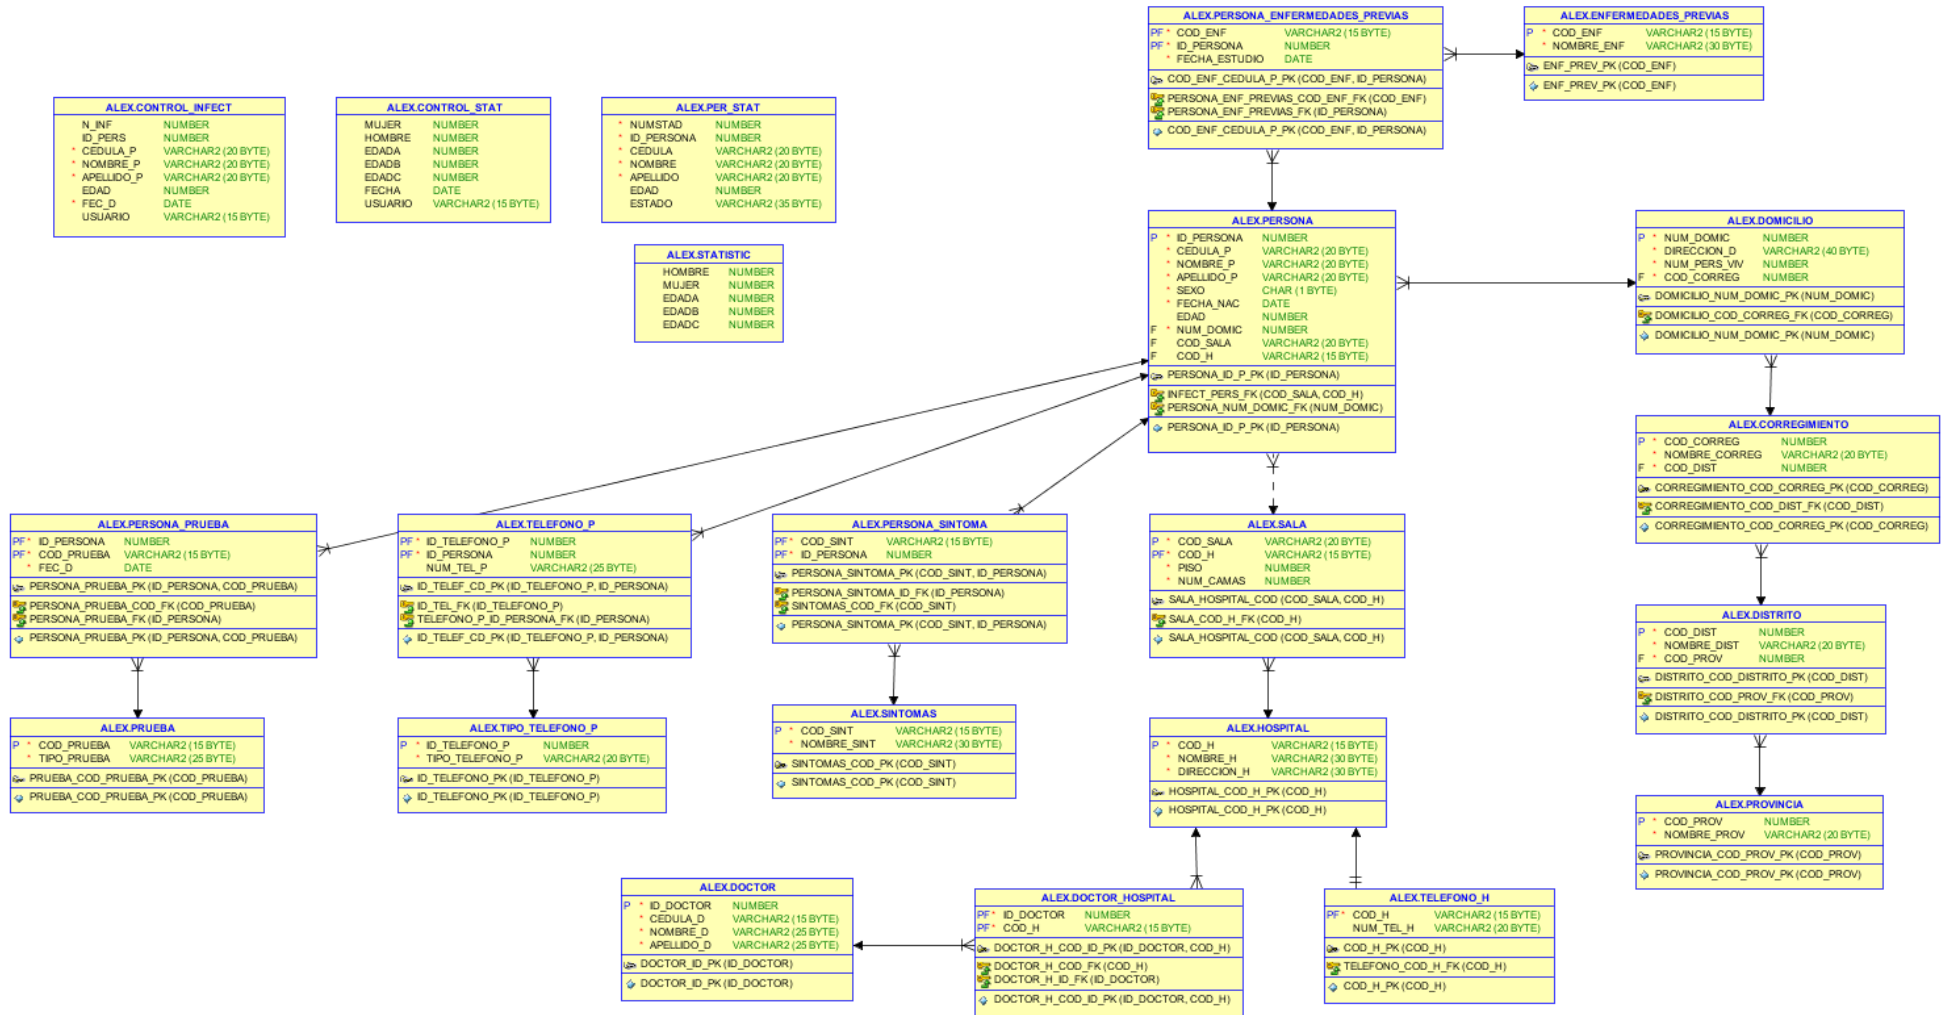 ALEX.PERSONA_ENFERMEDADES_PREVIAS
PF * COD_ENF VARCHAR2 (15 BYTE)
PF * ID_PERSONA NUMBER
* FECHA_ESTUDIO DATE
COD_ENF_CEDULA_P_PK (COD_ENF, ID_PERSONA)
PERSONA_ENF_PREVIAS_COD_ENF_FK (COD_ENF)
PERSONA_ENF_PREVIAS_FK (ID_PERSONA)
COD_ENF_CEDULA_P_PK (COD_ENF, ID_PERSONA)
ALEX.ENFERMEDADES_PREVIAS
P * COD_ENF VARCHAR2 (15 BYTE)
* NOMBRE_ENF VARCHAR2 (30 BYTE)
ENF_PREV_PK (COD_ENF)
ENF_PREV_PK (COD_ENF)
ALEX.CONTROL_INFECT
N_INF NUMBER
ID_PERS NUMBER
* CEDULA_P VARCHAR2 (20 BYTE)
* NOMBRE_P VARCHAR2 (20 BYTE)
* APELLIDO_P VARCHAR2 (20 BYTE)
EDAD NUMBER
* FEC_D DATE
USUARIO VARCHAR2 (15 BYTE)
ALEX.CONTROL_STAT
MUJER NUMBER
HOMBRE NUMBER
EDADA NUMBER
EDADB NUMBER
EDADC NUMBER
FECHA DATE
USUARIO VARCHAR2 (15 BYTE)
ALEX.PER_STAT
* NUMSTAD NUMBER
* ID_PERSONA NUMBER
* CEDULA VARCHAR2 (20 BYTE)
* NOMBRE VARCHAR2 (20 BYTE)
* APELLIDO VARCHAR2 (20 BYTE)
EDAD NUMBER
ESTADO VARCHAR2 (35 BYTE)
ALEX.STATISTIC
HOMBRE NUMBER
MUJER NUMBER
EDADA NUMBER
EDADB NUMBER
EDADC NUMBER
ALEX.PERSONA
P * ID_PERSONA NUMBER
* CEDULA_P VARCHAR2 (20 BYTE)
* NOMBRE_P VARCHAR2 (20 BYTE)
* APELLIDO_P VARCHAR2 (20 BYTE)
* SEXO CHAR (1 BYTE)
* FECHA_NAC DATE
EDAD NUMBER
F * NUM_DOMIC NUMBER
F COD_SALA VARCHAR2 (20 BYTE)
F COD_H VARCHAR2 (15 BYTE)
PERSONA_ID_P_PK (ID_PERSONA)
INFECT_PERS_FK (COD_SALA, COD_H)
PERSONA_NUM_DOMIC_FK (NUM_DOMIC)
PERSONA_ID_P_PK (ID_PERSONA)
ALEX.DOMICILIO
P * NUM_DOMIC NUMBER
* DIRECCION_D VARCHAR2 (40 BYTE)
* NUM_PERS_VIV NUMBER
F * COD_CORREG NUMBER
DOMICILIO_NUM_DOMIC_PK (NUM_DOMIC)
DOMICILIO_COD_CORREG_FK (COD_CORREG)
DOMICILIO_NUM_DOMIC_PK (NUM_DOMIC)
ALEX.CORREGIMIENTO
P * COD_CORREG NUMBER
* NOMBRE_CORREG VARCHAR2 (20 BYTE)
F * COD_DIST NUMBER
CORREGIMIENTO_COD_CORREG_PK (COD_CORREG)
CORREGIMIENTO_COD_DIST_FK (COD_DIST)
CORREGIMIENTO_COD_CORREG_PK (COD_CORREG)
ALEX.PERSONA_PRUEBA
PF * ID_PERSONA NUMBER
PF * COD_PRUEBA VARCHAR2 (15 BYTE)
* FEC_D DATE
PERSONA_PRUEBA_PK (ID_PERSONA, COD_PRUEBA)
PERSONA_PRUEBA_COD_FK (COD_PRUEBA)
PERSONA_PRUEBA_FK (ID_PERSONA)
PERSONA_PRUEBA_PK (ID_PERSONA, COD_PRUEBA)
ALEX.TELEFONO_P
PF * ID_TELEFONO_P NUMBER
PF * ID_PERSONA NUMBER
NUM_TEL_P VARCHAR2 (25 BYTE)
ID_TELEF_CD_PK (ID_TELEFONO_P, ID_PERSONA)
ID_TEL_FK (ID_TELEFONO_P)
TELEFONO_P_ID_PERSONA_FK (ID_PERSONA)
ID_TELEF_CD_PK (ID_TELEFONO_P, ID_PERSONA)
ALEX.PERSONA_SINTOMA
PF * COD_SINT VARCHAR2 (15 BYTE)
PF * ID_PERSONA NUMBER
PERSONA_SINTOMA_PK (COD_SINT, ID_PERSONA)
PERSONA_SINTOMA_ID_FK (ID_PERSONA)
SINTOMAS_COD_FK (COD_SINT)
PERSONA_SINTOMA_PK (COD_SINT, ID_PERSONA)
ALEX.SALA
P * COD_SALA VARCHAR2 (20 BYTE)
PF * COD_H VARCHAR2 (15 BYTE)
* PISO NUMBER
* NUM_CAMAS NUMBER
SALA_HOSPITAL_COD (COD_SALA, COD_H)
SALA_COD_H_FK (COD_H)
SALA_HOSPITAL_COD (COD_SALA, COD_H)
ALEX.DISTRITO
P * COD_DIST NUMBER
* NOMBRE_DIST VARCHAR2 (20 BYTE)
F * COD_PROV NUMBER
DISTRITO_COD_DISTRITO_PK (COD_DIST)
DISTRITO_COD_PROV_FK (COD_PROV)
DISTRITO_COD_DISTRITO_PK (COD_DIST)
ALEX.PRUEBA
P * COD_PRUEBA VARCHAR2 (15 BYTE)
* TIPO_PRUEBA VARCHAR2 (25 BYTE)
PRUEBA_COD_PRUEBA_PK (COD_PRUEBA)
PRUEBA_COD_PRUEBA_PK (COD_PRUEBA)
ALEX.TIPO_TELEFONO_P
P * ID_TELEFONO_P NUMBER
* TIPO_TELEFONO_P VARCHAR2 (20 BYTE)
ID_TELEFONO_PK (ID_TELEFONO_P)
ID_TELEFONO_PK (ID_TELEFONO_P)
ALEX.SINTOMAS
P * COD_SINT VARCHAR2 (15 BYTE)
* NOMBRE_SINT VARCHAR2 (30 BYTE)
SINTOMAS_COD_PK (COD_SINT)
SINTOMAS_COD_PK (COD_SINT)
ALEX.HOSPITAL
P * COD_H VARCHAR2 (15 BYTE)
* NOMBRE_H VARCHAR2 (30 BYTE)
* DIRECCION_H VARCHAR2 (30 BYTE)
HOSPITAL_COD_H_PK (COD_H)
HOSPITAL_COD_H_PK (COD_H)
ALEX.PROVINCIA
P * COD_PROV NUMBER
* NOMBRE_PROV VARCHAR2 (20 BYTE)
PROVINCIA_COD_PROV_PK (COD_PROV)
PROVINCIA_COD_PROV_PK (COD_PROV)
ALEX.DOCTOR
P * ID_DOCTOR NUMBER
* CEDULA_D VARCHAR2 (15 BYTE)
* NOMBRE_D VARCHAR2 (25 BYTE)
* APELLIDO_D VARCHAR2 (25 BYTE)
DOCTOR_ID_PK (ID_DOCTOR)
DOCTOR_ID_PK (ID_DOCTOR)
ALEX.DOCTOR_HOSPITAL
PF * ID_DOCTOR NUMBER
PF * COD_H VARCHAR2 (15 BYTE)
DOCTOR_H_COD_ID_PK (ID_DOCTOR, COD_H)
DOCTOR_H_COD_FK (COD_H)
DOCTOR_H_ID_FK (ID_DOCTOR)
DOCTOR_H_COD_ID_PK (ID_DOCTOR, COD_H)
ALEX.TELEFONO_H
PF * COD_H VARCHAR2 (15 BYTE)
NUM_TEL_H VARCHAR2 (20 BYTE)
COD_H_PK (COD_H)
TELEFONO_COD_H_FK (COD_H)
COD_H_PK (COD_H)